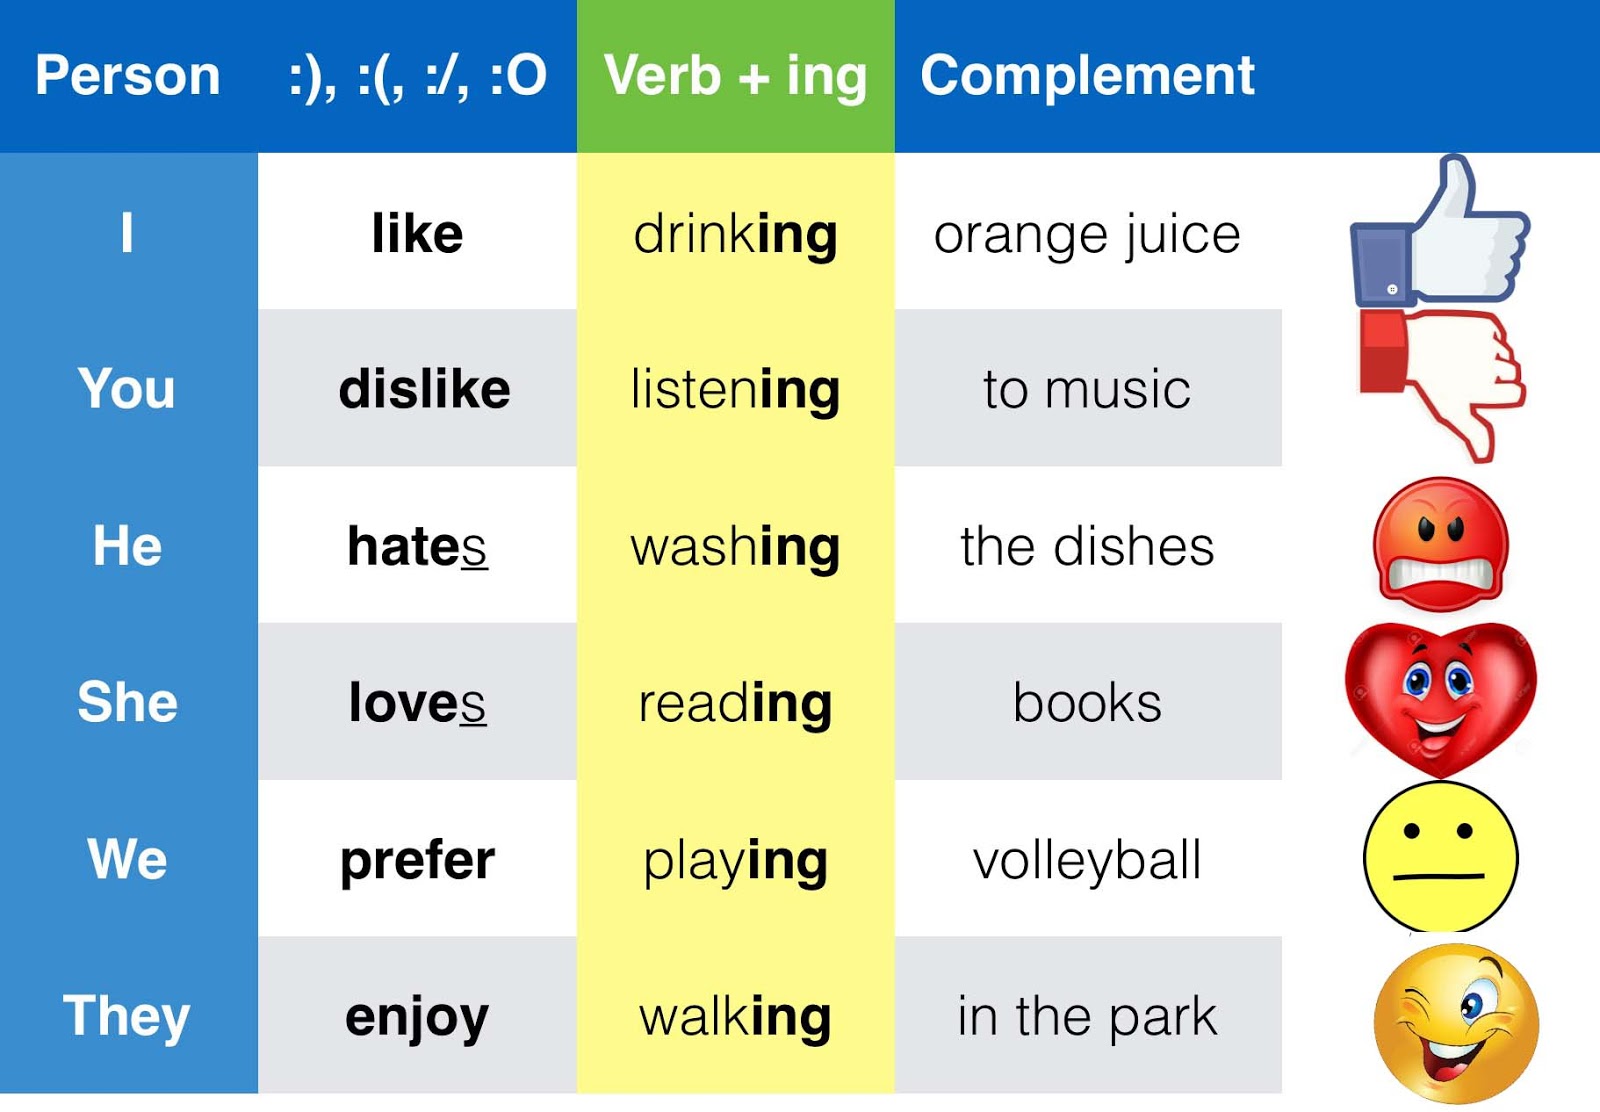 Person :), :(, :/, :O Verb + ing Complement
I like drinking orange juice
You dislike listening to music
He hates washing the dishes
She loves reading books
We prefer playing volleyball
They enjoy walking in the park